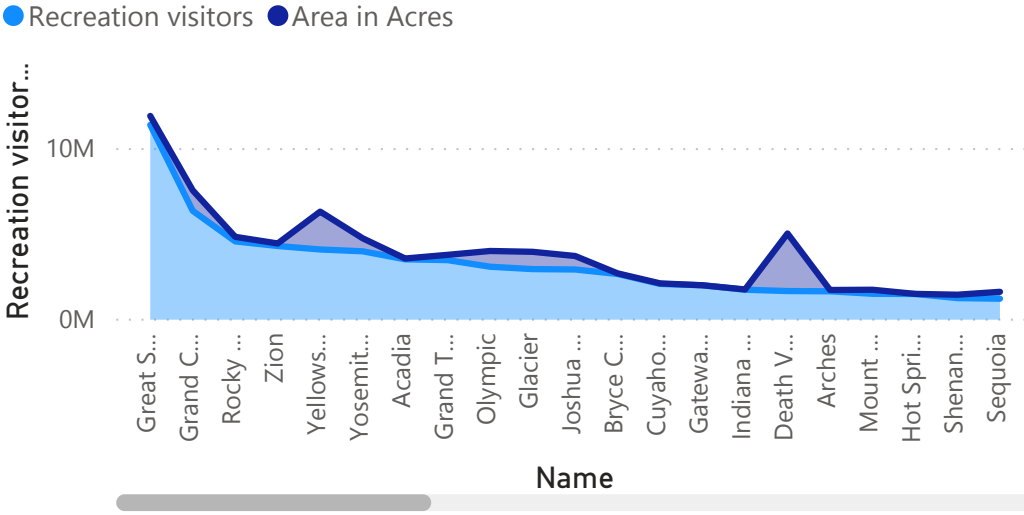 Recreation visitors Area in Acres
Recreation visitor...
10M
0M
Great S...
Grand C...
Rocky ...
Zion
Yellows...
Yosemit...
Acadia
Grand T...
Olympic
Glacier
Joshua ...
Bryce C...
Cuyaho...
Gatewa...
Indiana ...
Death V...
Arches
Mount ...
Hot Spri...
Shenan...
Sequoia
Name